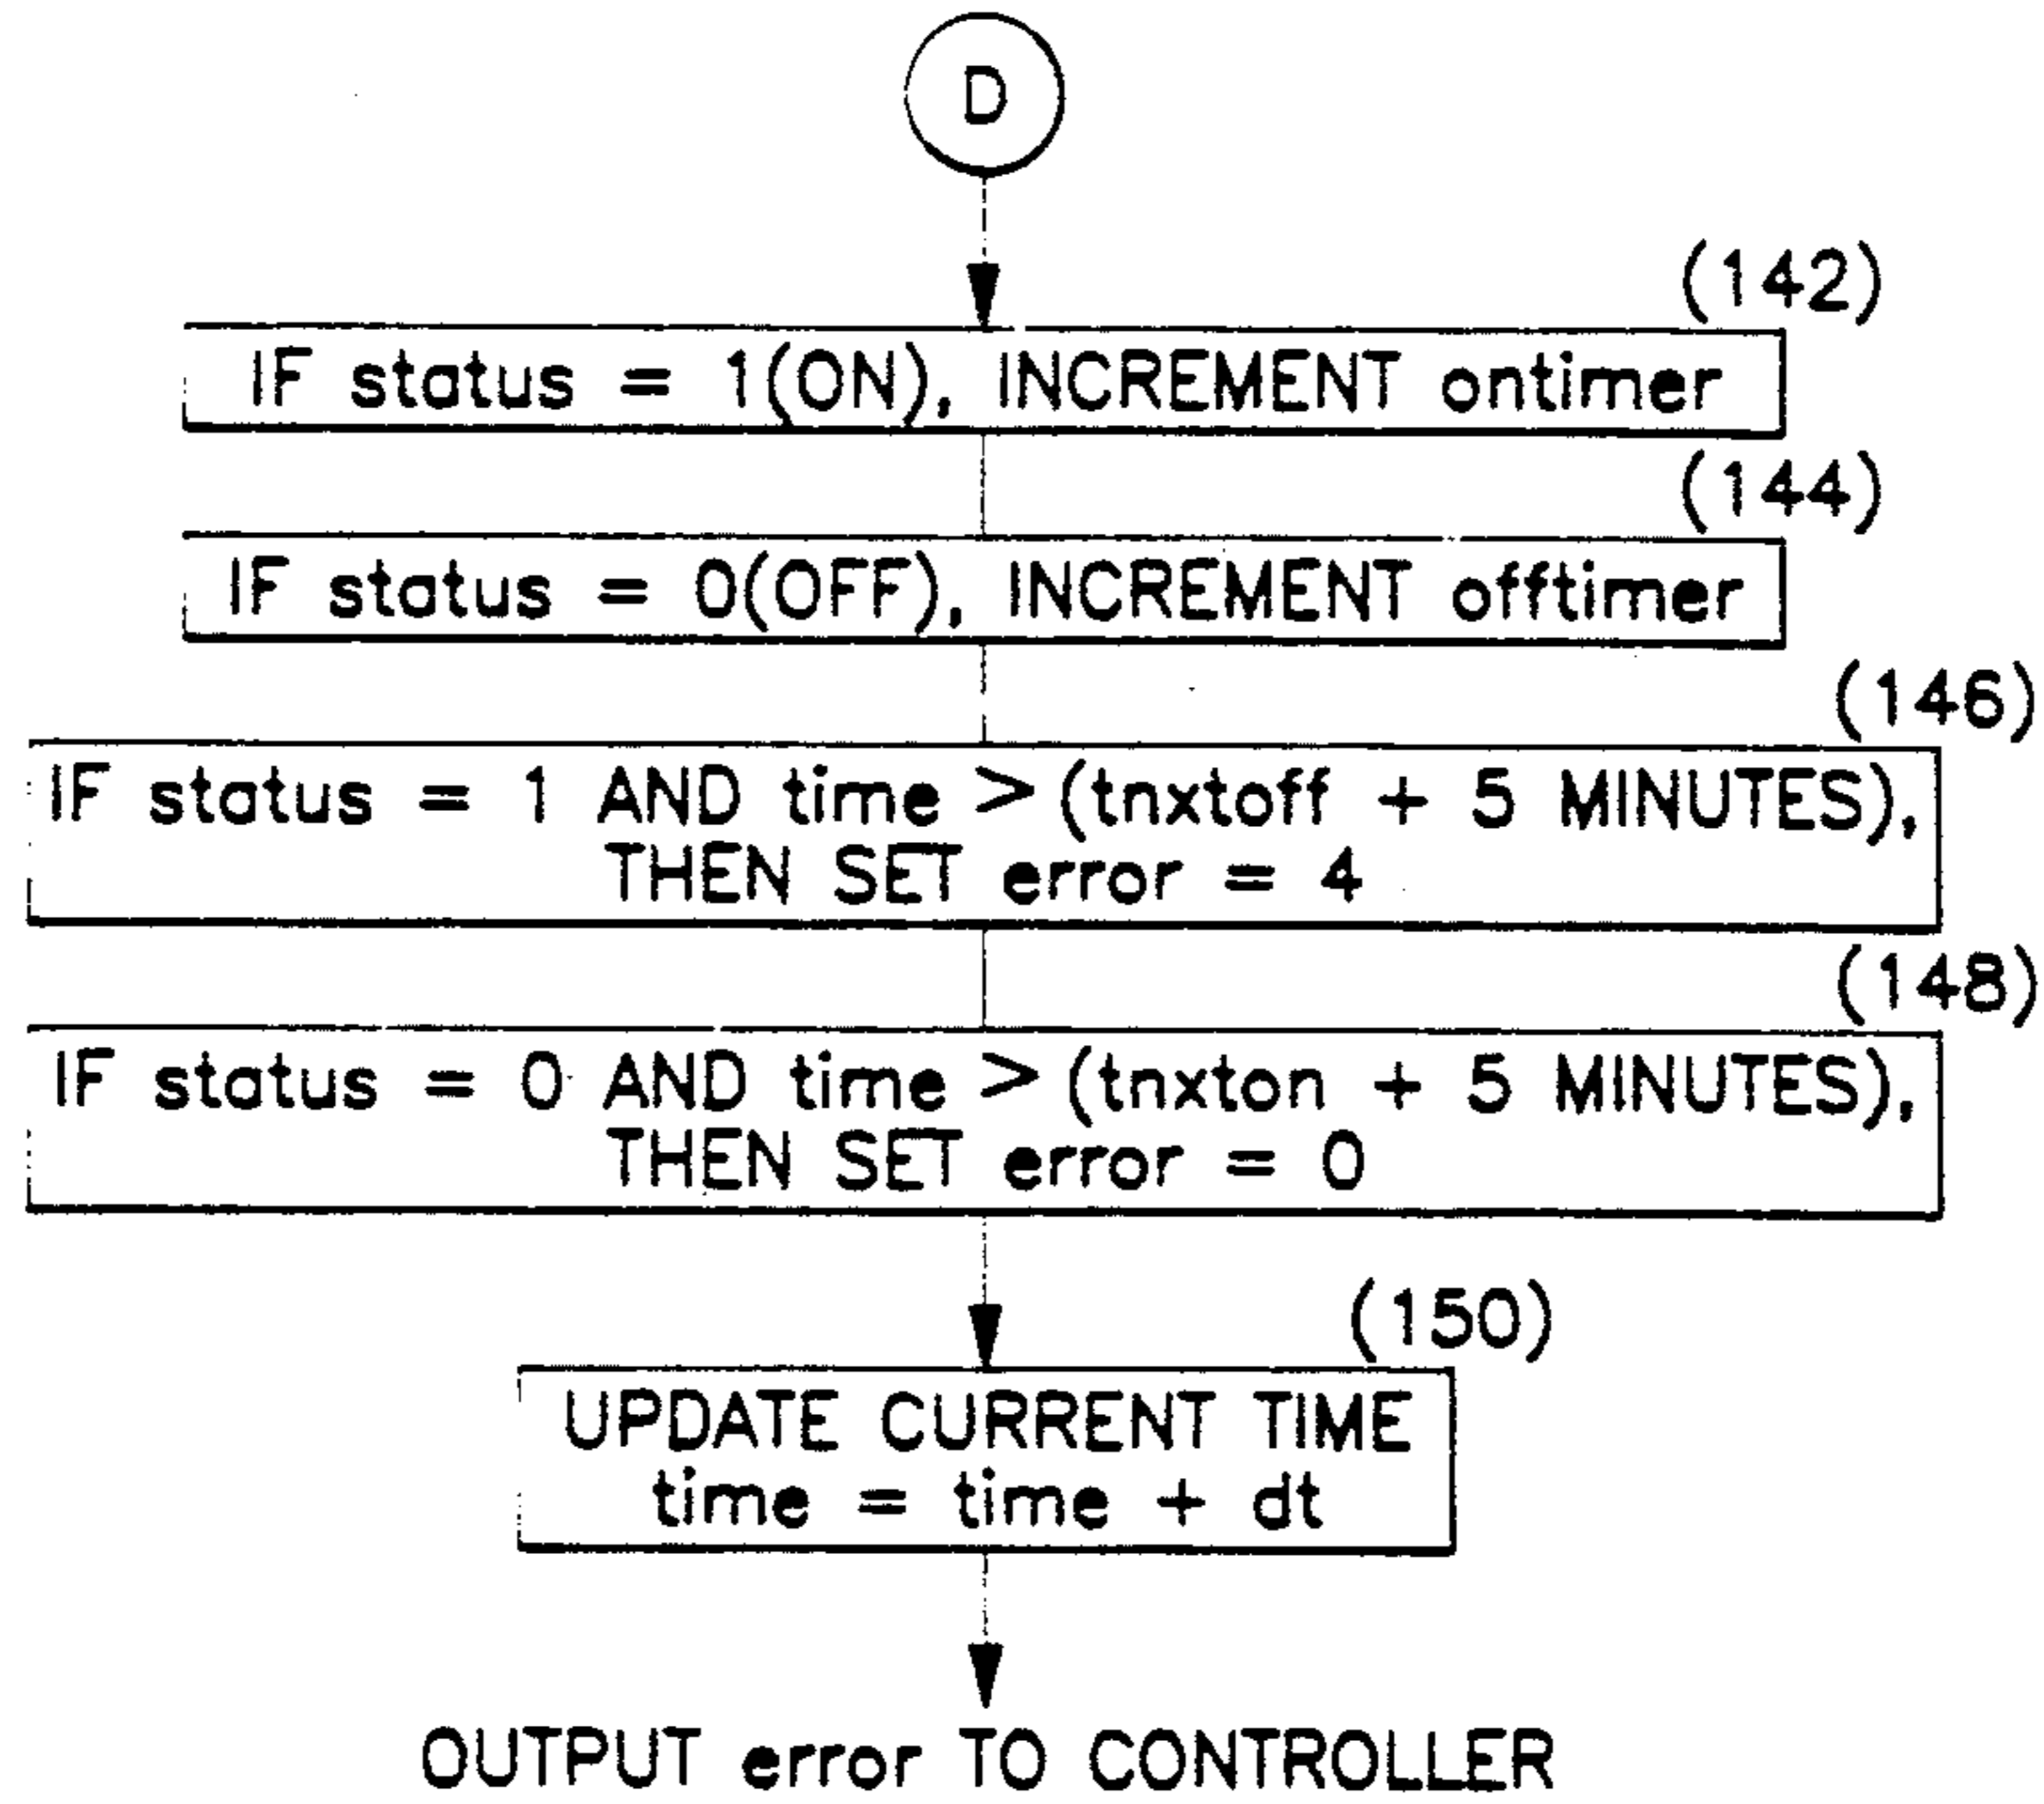 D
(142)
IF status = 1(ON), INCREMENT ontimer
(144)
IF status = 0(OFF), INCREMENT offtimer
(146)
IF status = 1 AND time > (tnxtoff + 5 MINUTES),
THEN SET error = 4
(148)
IF status = 0 AND time > (tnxton + 5 MINUTES),
THEN SET error = 0
(150)
UPDATE CURRENT TIME
time = time + dt
OUTPUT error TO CONTROLLER